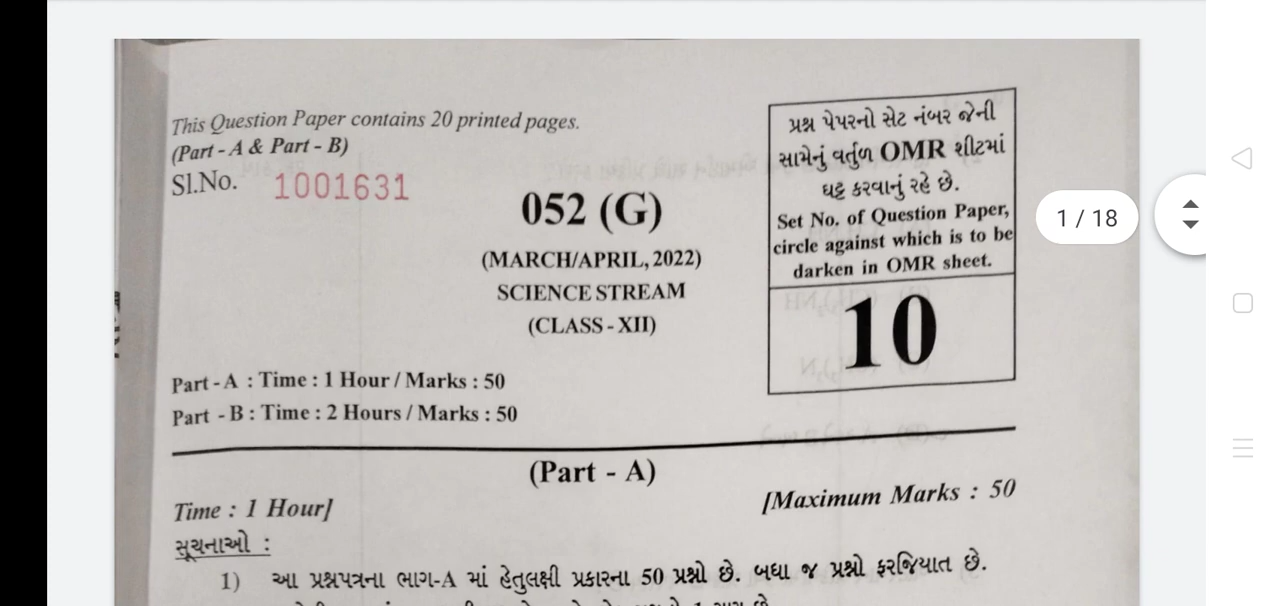 This Question Paper contains 20 printed pages.
(Part - A & Part - B)
Sl.No. 1001631
052 (G)
(MARCH/APRIL, 2022)
SCIENCE STREAM
(CLASS - XII)
પ્રશ્ન પેપરનો સેટ નંબર જેની
સામેનું વર્તુળ OMR શીટમાં
ઘટ્ટ કરવાનું રહે છે.
Set No. of Question Paper,
circle against which is to be
darken in OMR sheet.
10
1 / 18
Part - A : Time : 1 Hour / Marks : 50
Part - B : Time : 2 Hours / Marks : 50
(Part - A)
Time : 1 Hour]
[Maximum Marks : 50
સૂચનાઓ :
1) આ પ્રશ્નપત્રના ભાગ-A માં હેતુલક્ષી પ્રકારના 50 પ્રશ્નો છે. બધા જ પ્રશ્નો ફરજિયાત છે.